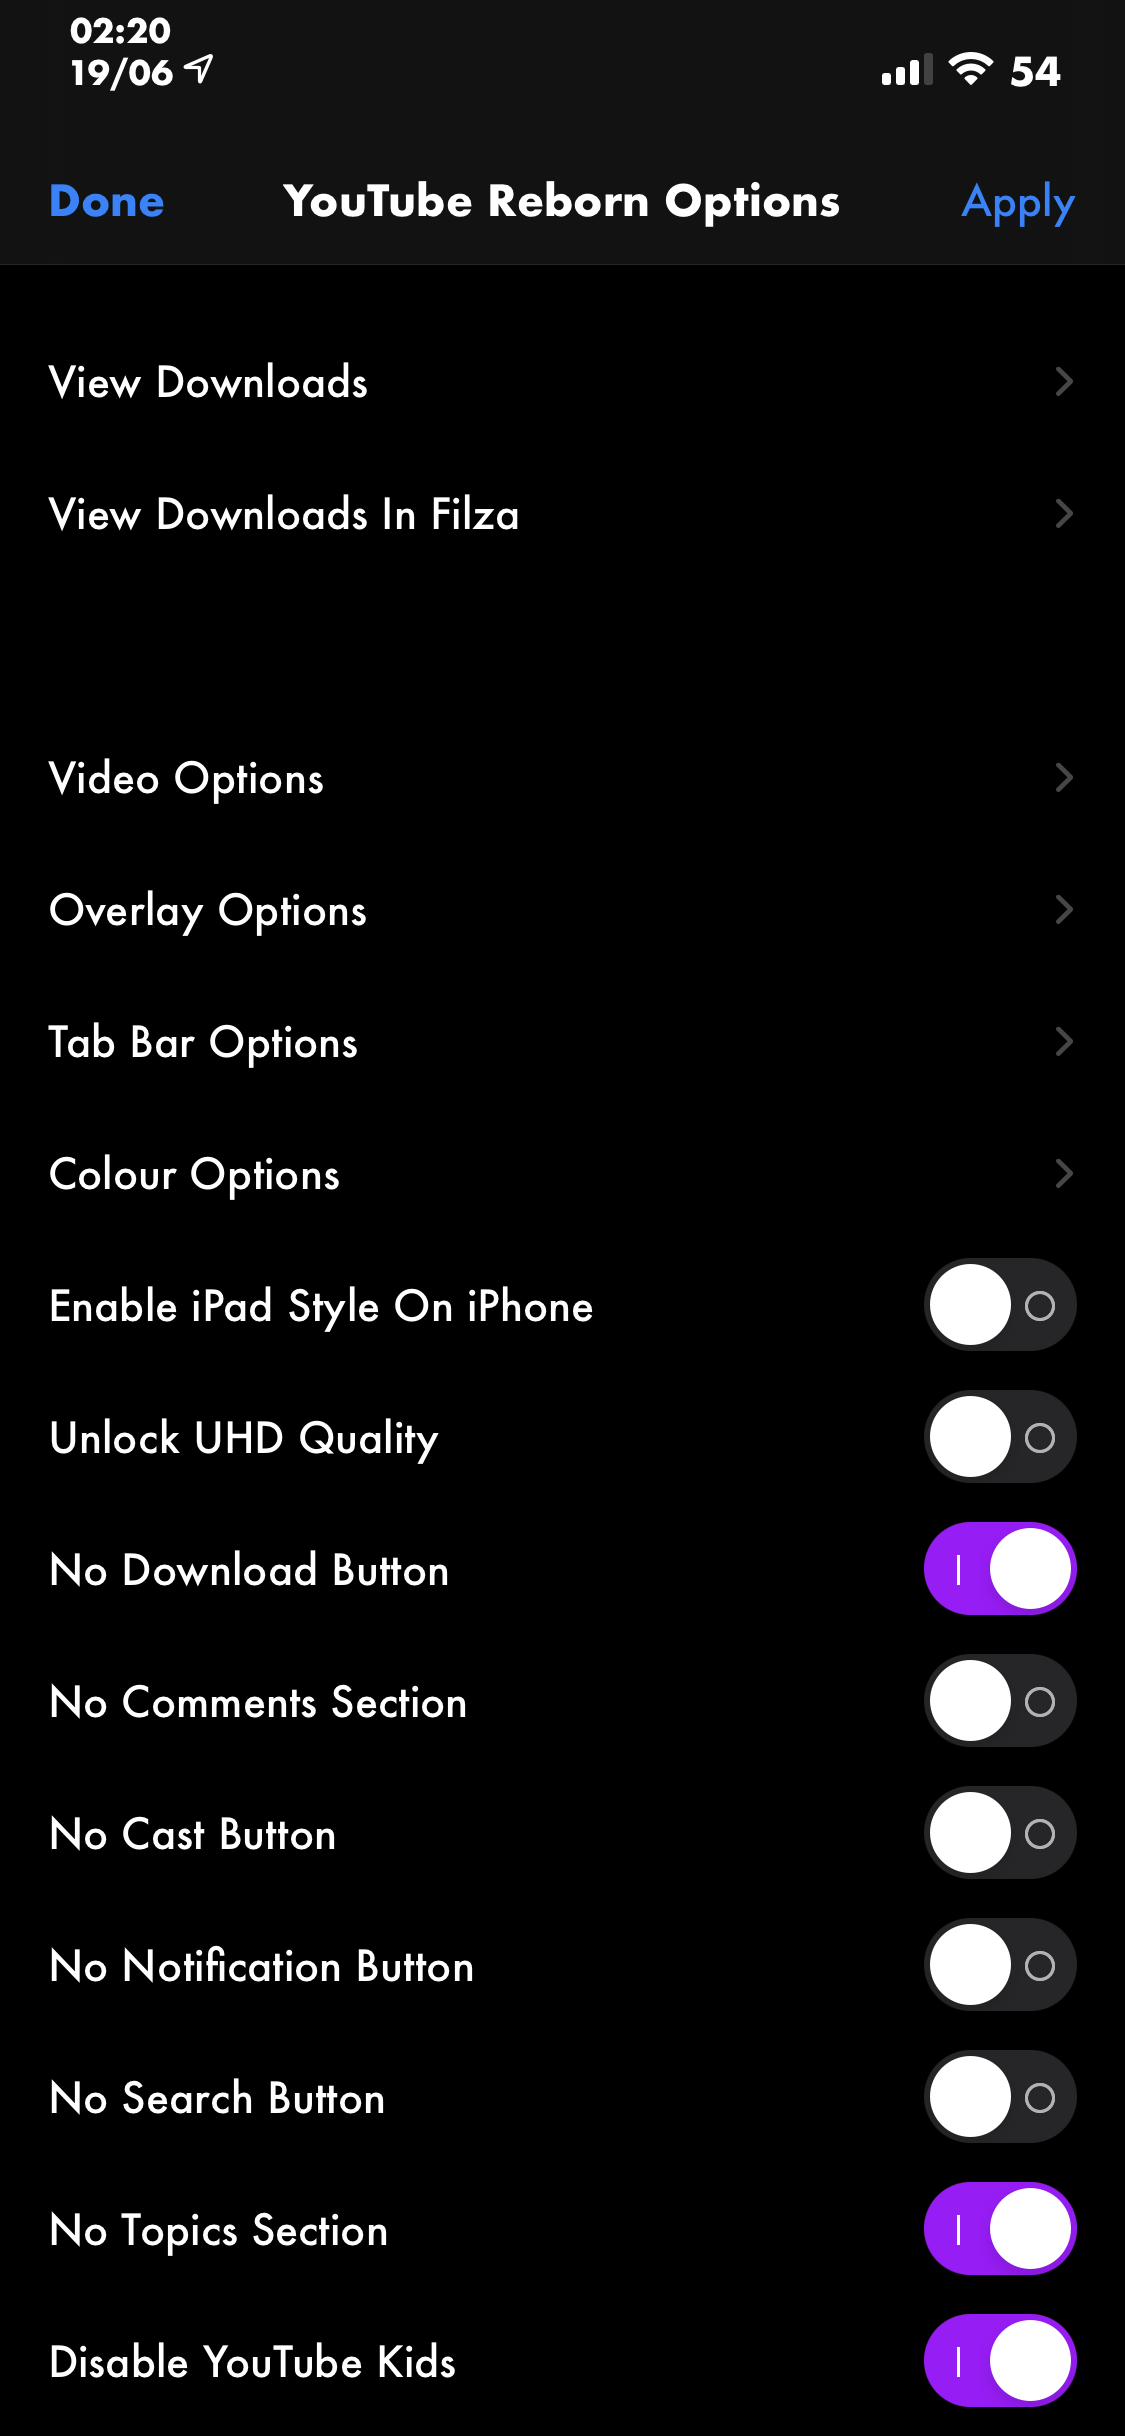 02:20
19/06
54
Done
YouTube Reborn Options
Apply
View Downloads
View Downloads In Filza
Video Options
Overlay Options
Tab Bar Options
Colour Options
Enable iPad Style On iPhone
Unlock UHD Quality
No Download Button
No Comments Section
No Cast Button
No Notification Button
No Search Button
No Topics Section
Disable YouTube Kids